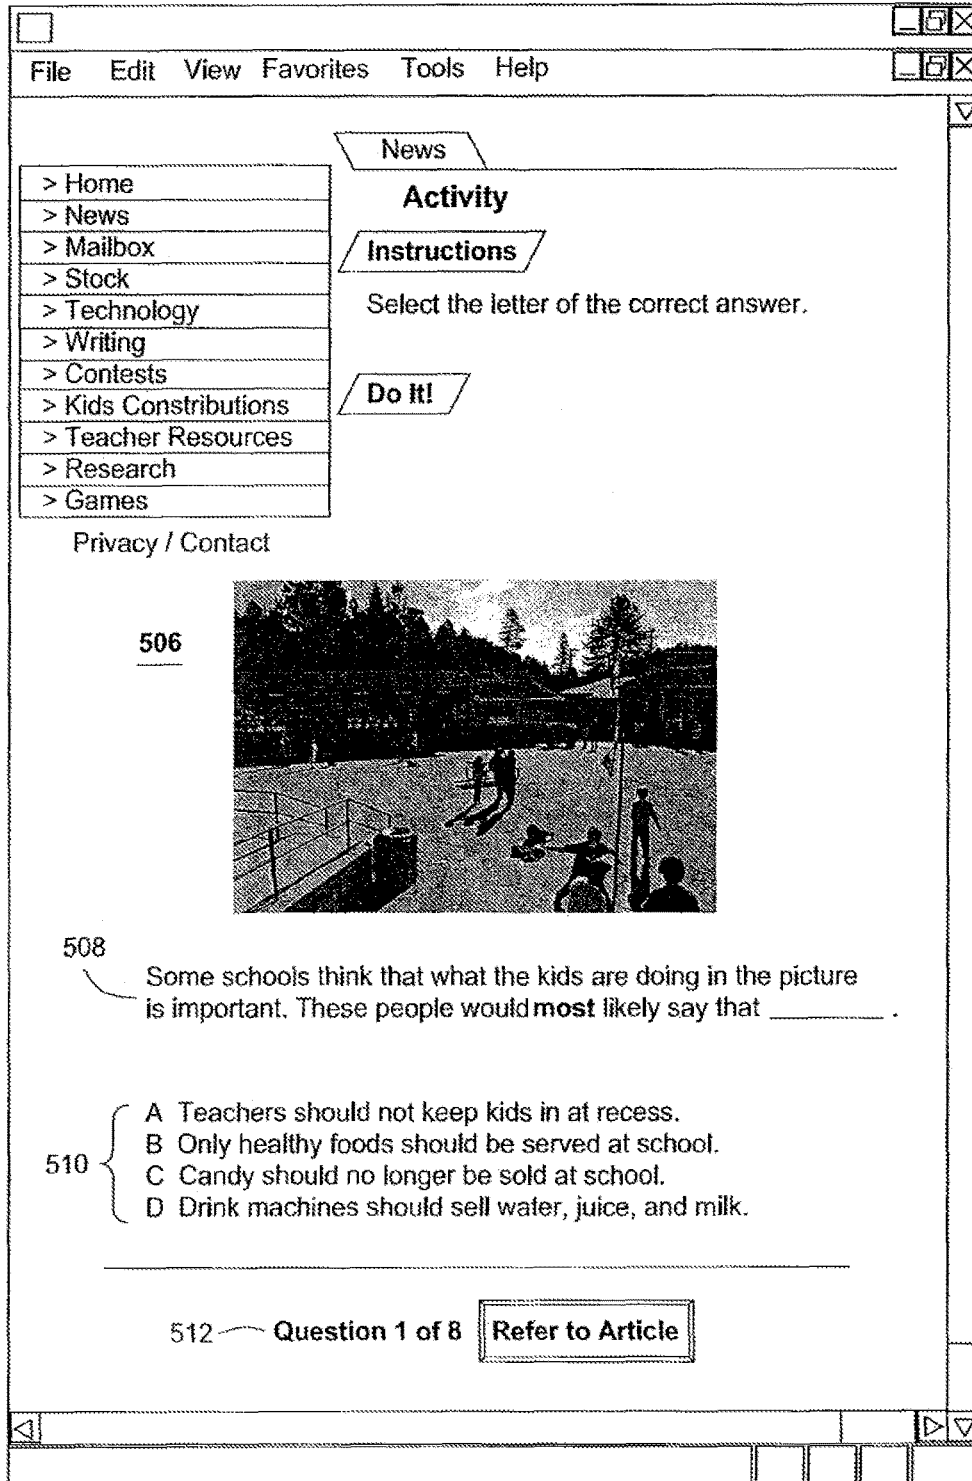 File Edit View Favorites Tools Help
News
Activity
> Home
> News
> Mailbox
> Stock
> Technology
> Writing
> Contests
> Kids Constributions
> Teacher Resources
> Research
> Games
Privacy / Contact
Instructions
Select the letter of the correct answer.
Do It!
506
508
Some schools think that what the kids are doing in the picture
is important. These people would most likely say that ________ .
510
A Teachers should not keep kids in at recess.
B Only healthy foods should be served at school.
C Candy should no longer be sold at school.
D Drink machines should sell water, juice, and milk.
512 Question 1 of 8 Refer to Article